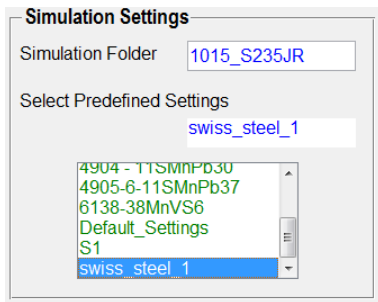 Simulation Settings
Simulation Folder 1015_S235JR
Select Predefined Settings
swiss_steel_1
4904 - 11SMnPb30
4905-6-11SMnPb37
6138-38MnVS6
Default_Settings
S1
swiss_steel_1